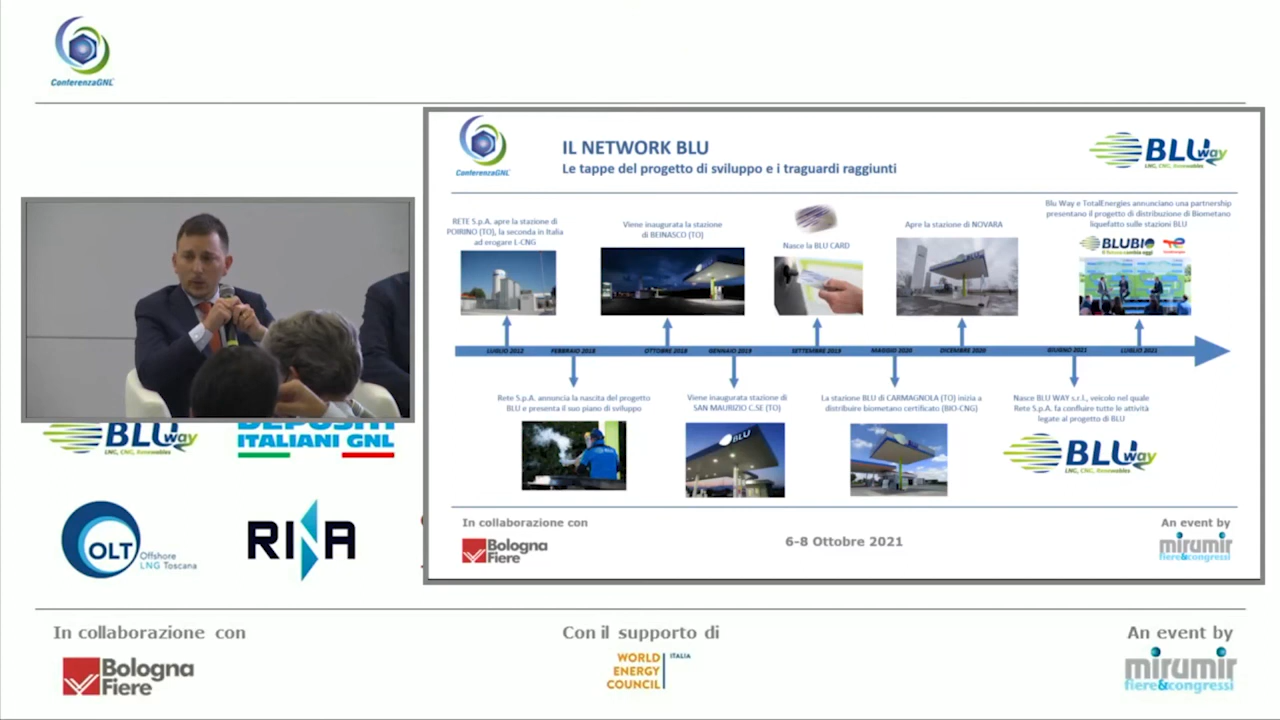 ConferenzaGNL
ConferenzaGNL
IL NETWORK BLU
Le tappe del progetto di sviluppo e i traguardi raggiunti
BLUway
LNG, CNG, Renewables
RETE S.p.A. apre la stazione di
POIRINO (TO), la seconda in Italia
ad erogare L-CNG
Viene inaugurata la stazione
di BEINASCO (TO)
Nasce la BLU CARD
Apre la stazione di NOVARA
Blu Way e TotalEnergies annunciano una partnership
presentano il progetto di distribuzione di Biometano
liquefatto sulle stazioni BLU
BLUBIO
Il futuro cambia oggi
TotalEnergies
LUGLIO 2012
FEBBRAIO 2018
OTTOBRE 2018
GENNAIO 2019
SETTEMBRE 2019
MAGGIO 2020
DICEMBRE 2020
GIUGNO 2021
LUGLIO 2021
Rete S.p.A. annuncia la nascita del progetto
BLU e presenta il suo piano di sviluppo
Viene inaugurata stazione di
SAN MAURIZIO C.SE (TO)
La stazione BLU di CARMAGNOLA (TO) inizia a
distribuire biometano certificato (BIO-CNG)
Nasce BLU WAY s.r.l., veicolo nel quale
Rete S.p.A. fa confluire tutte le attività
legate al progetto di BLU
BLU
BLUway
LNG, CNG, Renewables
In collaborazione con
Bologna
Fiere
6-8 Ottobre 2021
An event by
mirumir
fiere&congressi
BLUway
LNG, CNG, Renewables
DEPOSITI
ITALIANI GNL
OLT
Offshore
LNG Toscana
RINA
In collaborazione con
Bologna
Fiere
Con il supporto di
WORLD
ENERGY
COUNCIL
ITALIA
An event by
mirumir
fiere&congressi